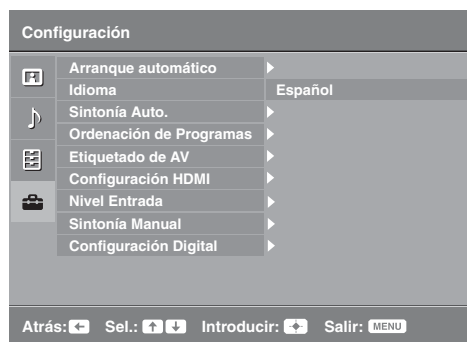 Configuración
Arranque automático
Idioma Español
Sintonía Auto.
Ordenación de Programas
Etiquetado de AV
Configuración HDMI
Nivel Entrada
Sintonía Manual
Configuración Digital
Atrás: Sel.: Introducir: Salir: MENU